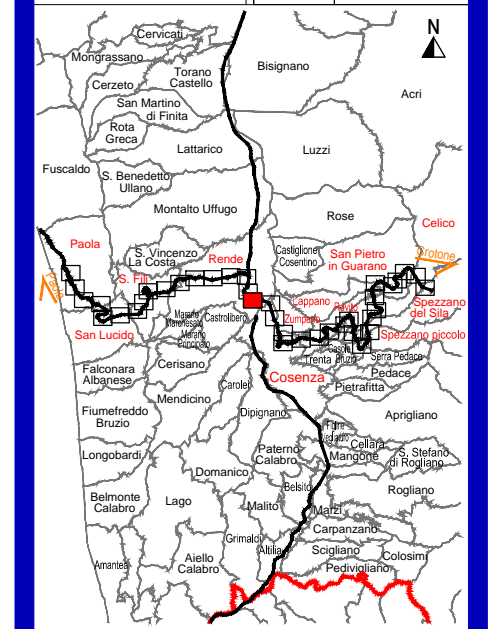 N
Cervicati
Mongrassano
Bisignano
Torano
Castello
Cerzeto
Acri
San Martino
di Finita
Rota
Greca
Lattarico
Luzzi
Fuscaldo
S. Benedetto
Ullano
Montalto Uffugo
Rose
Celico
Paola
S. Vincenzo
La Costa
Castiglione
Cosentino
San Pietro
in Guarano
Crotone
Rende
S. Fili
Paola
Lappano
Rovito
Spezzano
del Sila
Zumpano
Marano
Marchesato
Castrolibero
Marano
Principato
San Lucido
Spezzano piccolo
Casole
Bruzio
Trenta
Serra Pedace
Pedace
Cerisano
Falconara
Albanese
Cosenza
Pietrafitta
Carolei
Mendicino
Dipignano
Aprigliano
Fiumefreddo
Bruzio
Cellara
Paterno
Calabro
Mangone
S. Stefano
di Rogliano
Longobardi
Domanico
Belsito
Rogliano
Belmonte
Calabro
Lago
Malito
Marzi
Carpanzano
Grimaldi
Altilia
Scigliano
Colosimi
Amantea
Aiello
Calabro
Pedivigliano